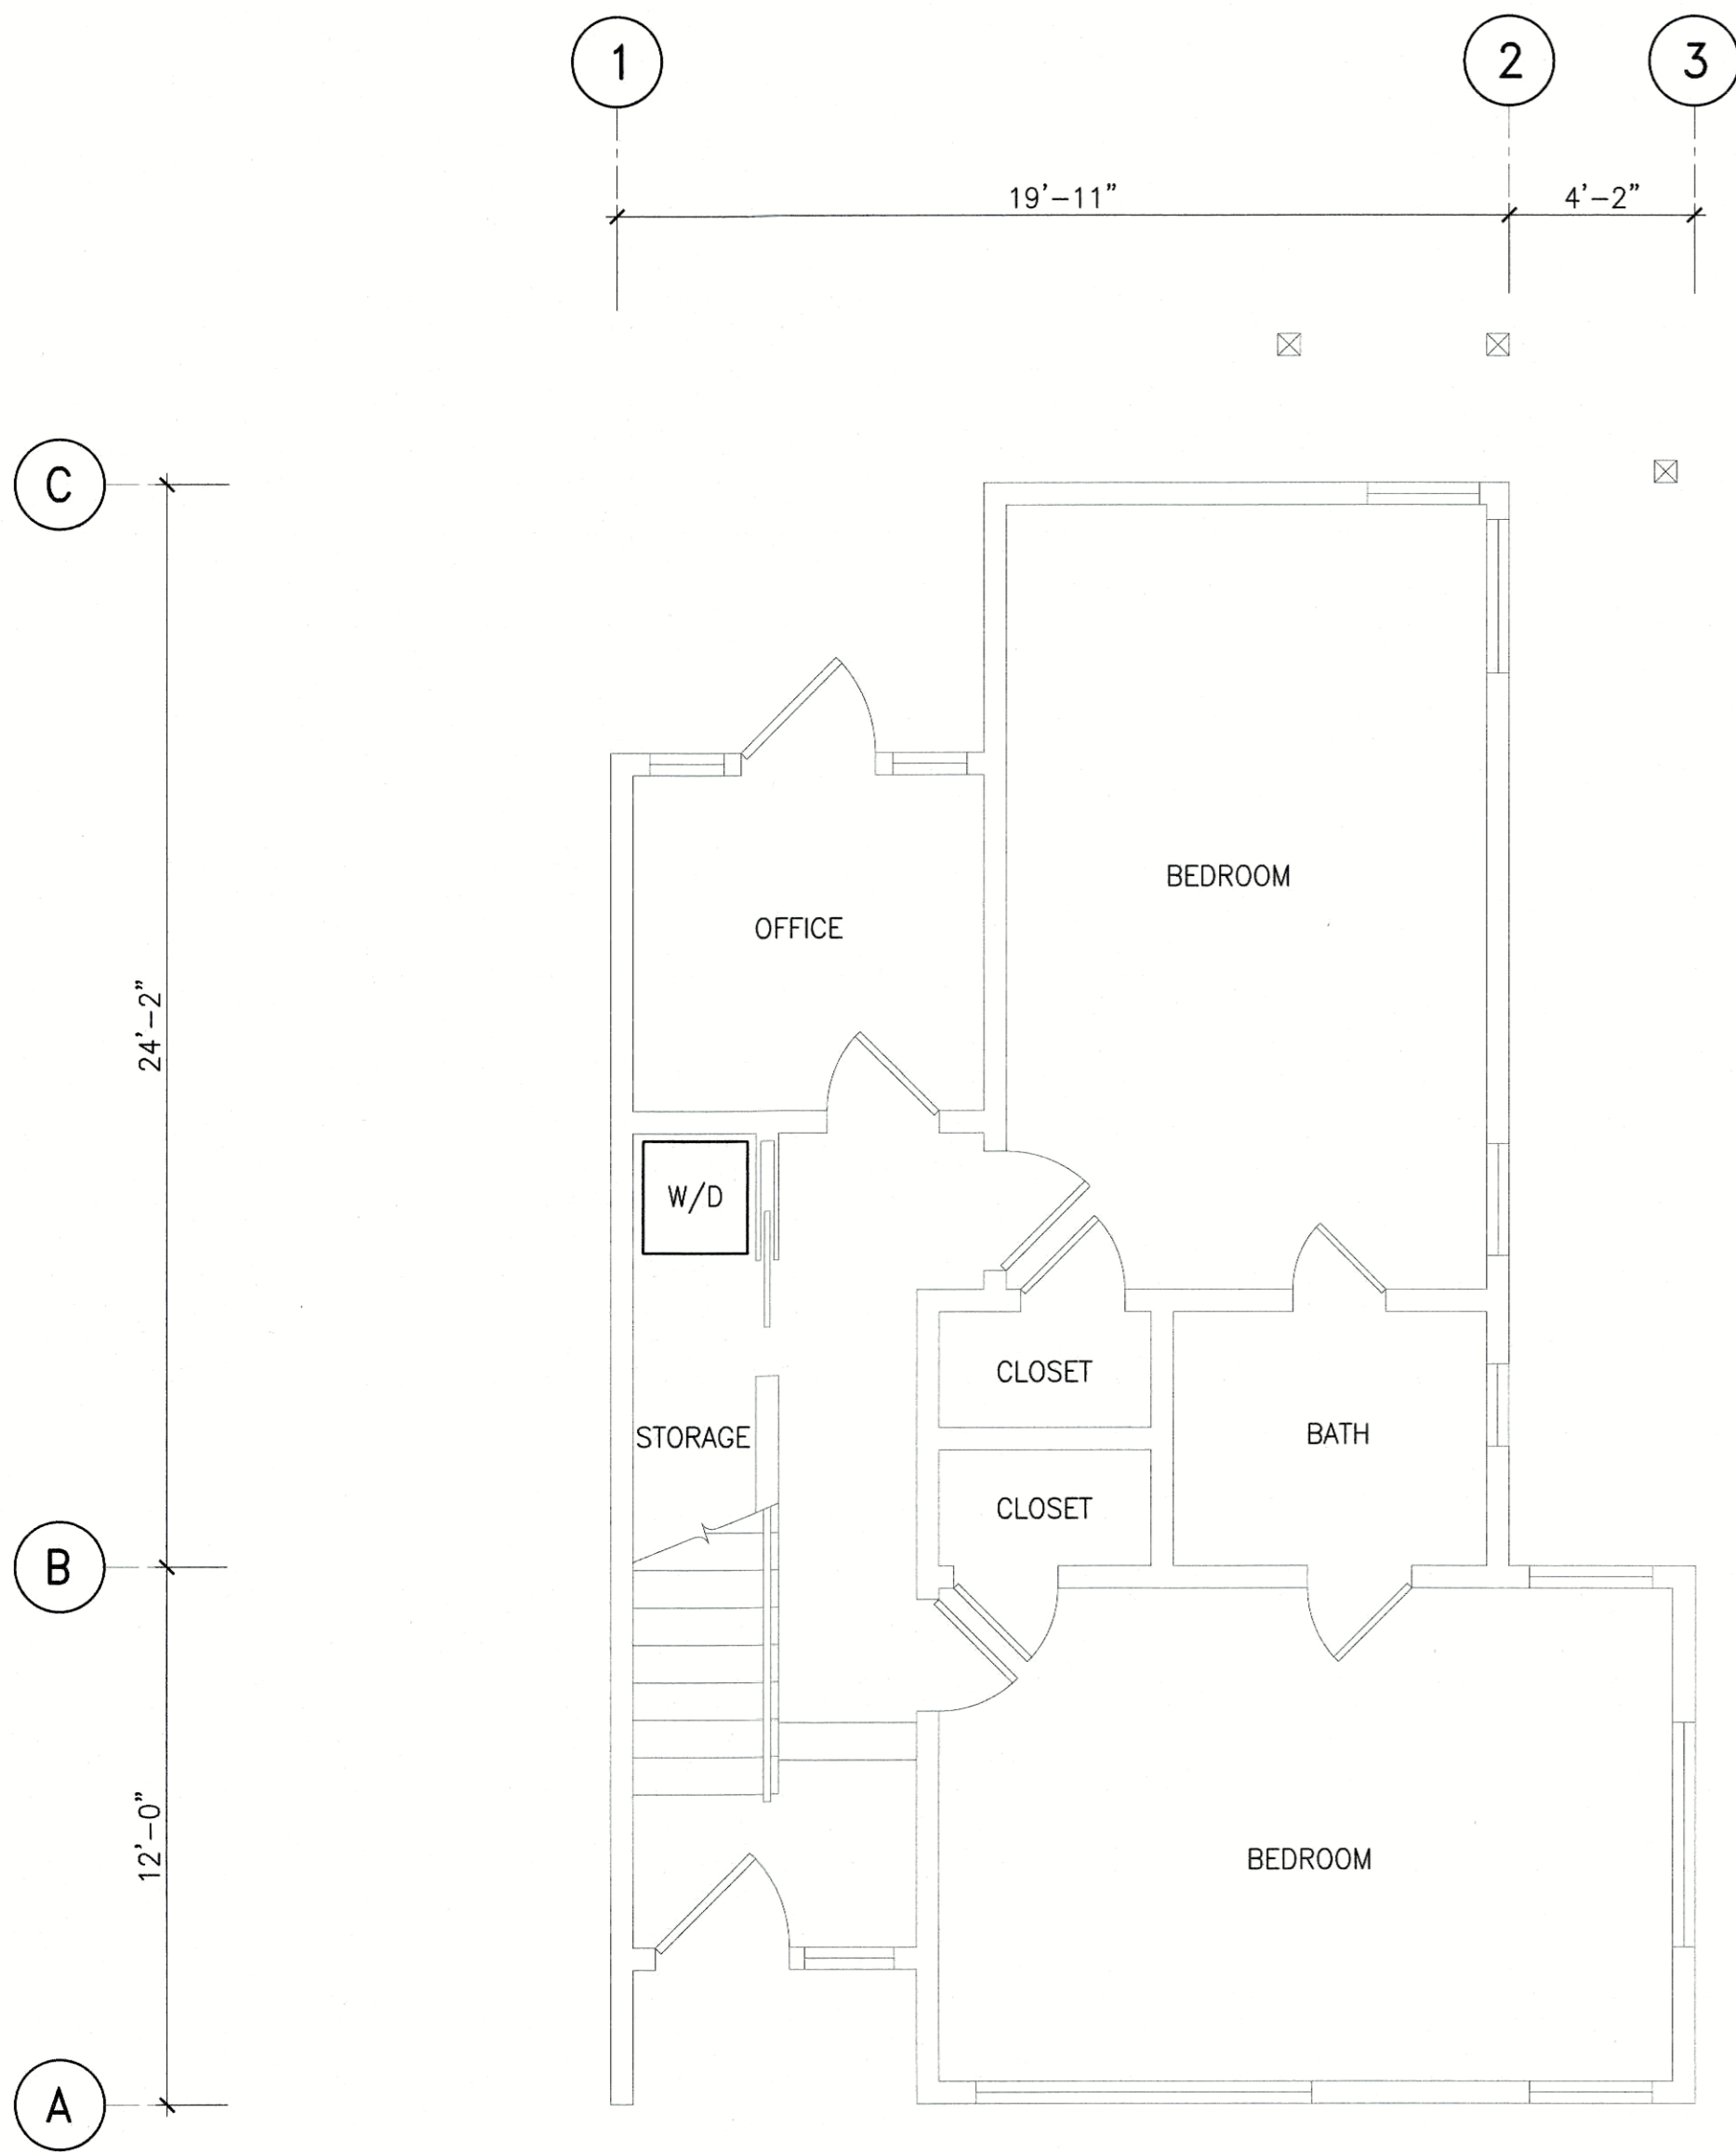 1
2
3
19'-11"
4'-2"
C
BEDROOM
OFFICE
24'-2"
W/D
CLOSET
STORAGE
BATH
CLOSET
B
12'-0"
BEDROOM
A